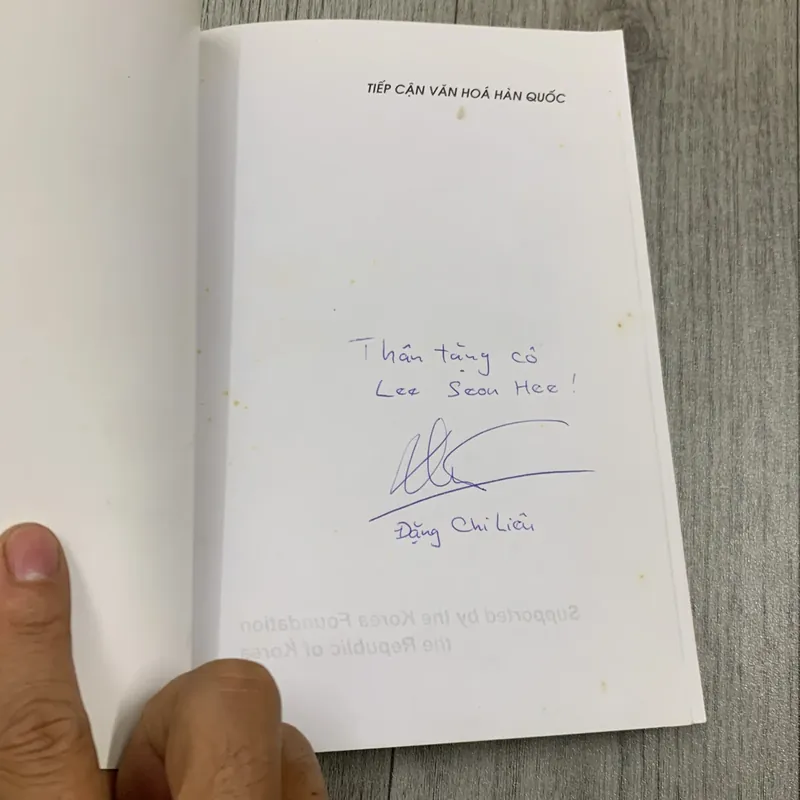 TIẾP CẬN VĂN HOÁ HÀN QUỐC
Thân tặng cô
Lee Seon Hee!
Đặng Chi Liêu
Supported by the Korea Foundation
the Republic of Korea